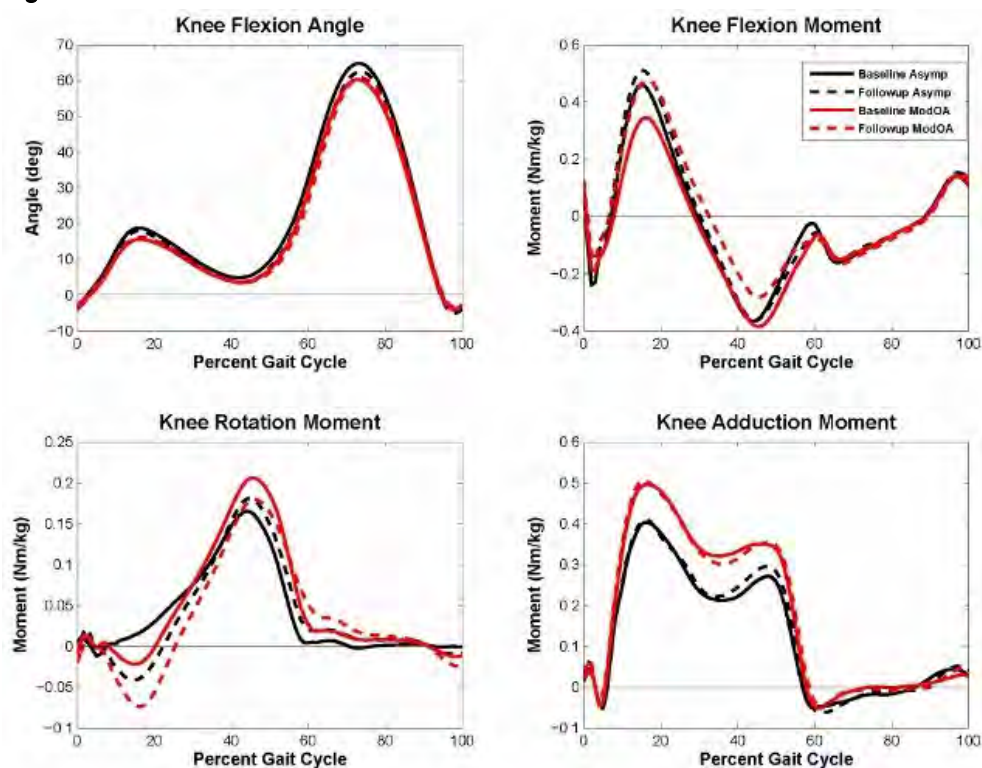 Knee Flexion Angle
70
60
50
40
30
20
10
0
−10
0 20 40 60 80 100
Angle (deg)
Percent Gait Cycle
Knee Flexion Moment
0.6
0.4
0.2
0
−0.2
−0.4
0 20 40 60 80 100
Moment (Nm/kg)
Percent Gait Cycle
Baseline Asymp
Followup Asymp
Baseline ModOA
Followup ModOA
Knee Rotation Moment
0.25
0.2
0.15
0.1
0.05
0
−0.05
−0.1
0 20 40 60 80 100
Moment (Nm/kg)
Percent Gait Cycle
Knee Adduction Moment
0.6
0.5
0.4
0.3
0.2
0.1
0
−0.1
0 20 40 60 80 100
Moment (Nm/kg)
Percent Gait Cycle